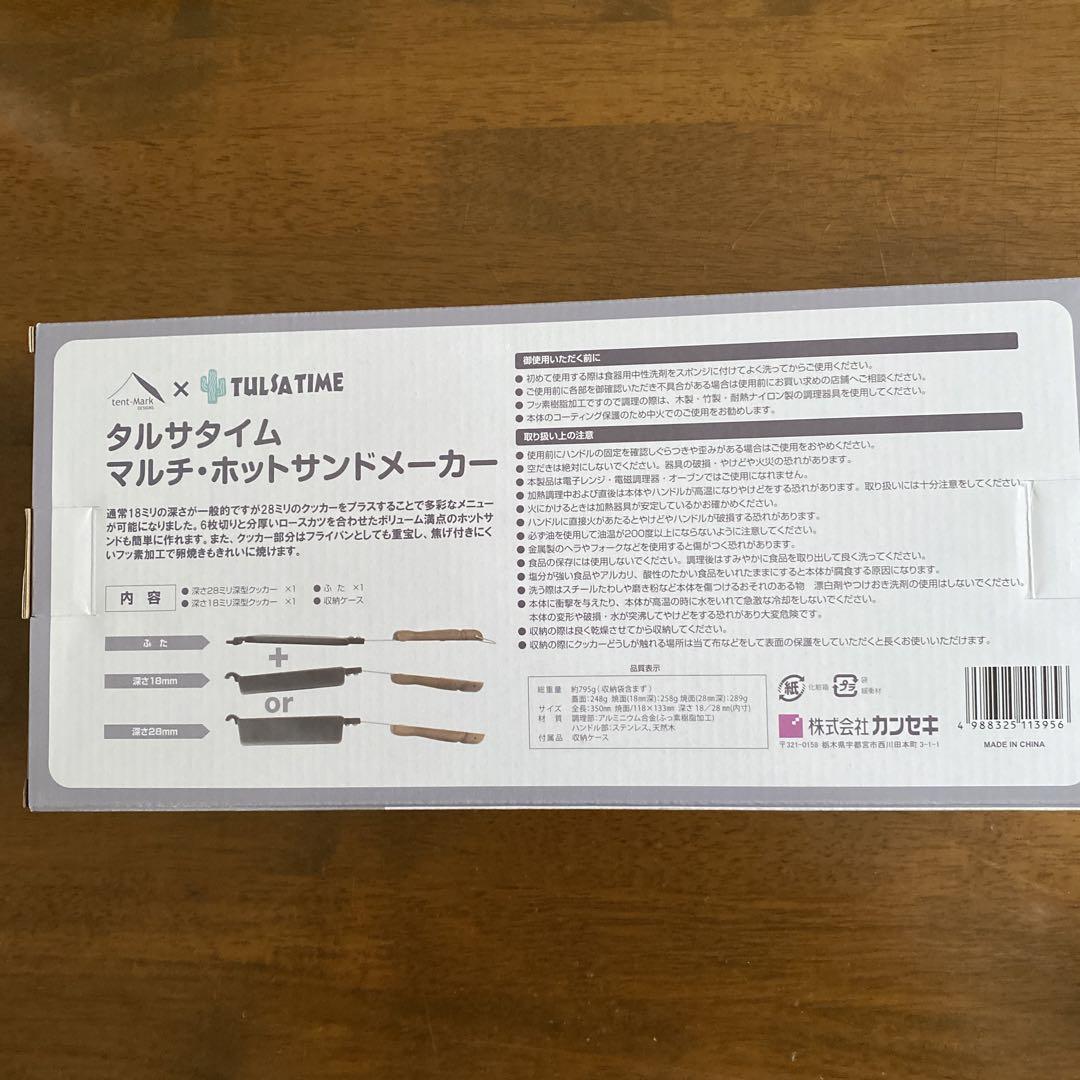 tent-Mark
DESIGNS
×
TULSATIME
タルサタイム
マルチ・ホットサンドメーカー
通常18ミリの深さが一般的ですが28ミリのクッカーをプラスすることで多彩なメニュー
が可能になりました。6枚切りと分厚いロースカツを合わせたボリューム満点のホットサ
ンドも簡単に作れます。また、クッカー部分はフライパンとしても重宝し、焦げ付きにく
いフッ素加工で卵焼きもきれいに焼けます。
内容
● 深さ28ミリ深型クッカー ×1 ● ふた ×1
● 深さ18ミリ深型クッカー ×1 ● 収納ケース
ふた
+
深さ18mm
or
深さ28mm
御使用いただく前に
● 初めて使用する際は食器用中性洗剤をスポンジに付けてよく洗ってからご使用ください。
● ご使用前に各部を御確認いただき不具合がある場合は使用前にお買い求めの店舗へご相談ください。
● フッ素樹脂加工ですので調理の際は、木製・竹製・耐熱ナイロン製の調理器具を使用してください。
● 本体のコーティング保護のため中火でのご使用をお勧めします。
取り扱い上の注意
● 使用前にハンドルの固定を確認しぐらつきや歪みがある場合はご使用をおやめください。
● 空だきは絶対にしないでください。器具の破損・やけどや火災の恐れがあります。
● 本製品は電子レンジ・電磁調理器・オーブンではご使用になれません。
● 加熱調理中および直後は本体やハンドルが高温になりやけどをする恐れがあります。取り扱いには十分注意をしてください。
● 火にかけるときは加熱器具が安定しているかお確かめください。
● ハンドルに直接火があたるとやけどやハンドルが破損する恐れがあります。
● 必ず油を使用して油温が200度以上にならないように注意してください。
● 金属製のヘラやフォークなどを使用すると傷がつく恐れがあります。
● 食品の保存には使用しないでください。調理後はすみやかに食品を取り出して良く洗ってください。
● 塩分が強い食品やアルカリ、酸性のたかい食品をいれたままにすると本体が腐食する原因になります。
● 洗う際はスチールたわしや磨き粉など本体を傷つけるおそれのある物 漂白剤やつけおき洗剤の使用はしないでください。
● 本体に衝撃を与えたり、本体が高温の時に水をいれて急激な冷却をしないでください。
本体の変形や破損・水が突沸してやけどをする恐れがあり大変危険です。
● 収納の際は良く乾燥させてから収納してください。
● 収納の際にクッカーどうしが触れる場所は当て布などをして表面の保護をしていただくと長くお使いいただけます。
品質表示
総重量 約795g(収納袋含まず)
蓋面:248g 焼面(18mm深):258g 焼面(28mm深):289g
サイズ 全長:350mm 焼面/118×133mm 深さ18/28mm(内寸)
材質 調理部:アルミニウム合金(ふっ素樹脂加工)
ハンドル部:ステンレス、天然木
付属品 収納ケース
紙
化粧箱
プラ
袋
緩衝材
株式会社カンセキ
〒321-0158 栃木県宇都宮市西川田本町3-1-1
4 988325 113956
MADE IN CHINA